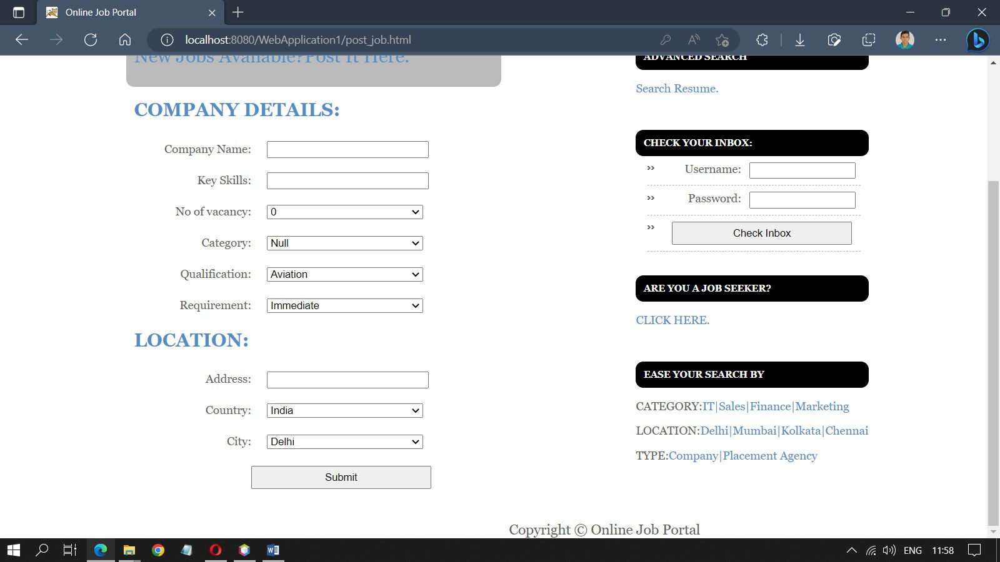 Online Job Portal
localhost:8080/WebApplication1/post_job.html
New Jobs Available?Post It Here.
COMPANY DETAILS:
Company Name:
Key Skills:
No of vacancy: 0
Category: Null
Qualification: Aviation
Requirement: Immediate
LOCATION:
Address:
Country: India
City: Delhi
Submit
ADVANCED SEARCH
Search Resume.
CHECK YOUR INBOX:
Username:
Password:
Check Inbox
ARE YOU A JOB SEEKER?
CLICK HERE.
EASE YOUR SEARCH BY
CATEGORY:IT|Sales|Finance|Marketing
LOCATION:Delhi|Mumbai|Kolkata|Chennai
TYPE:Company|Placement Agency
Copyright © Online Job Portal
ENG 11:58